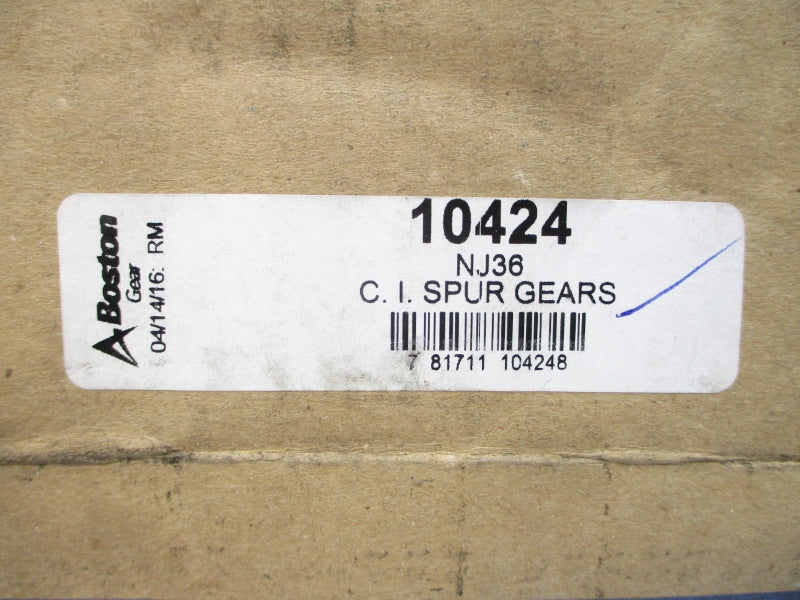 Boston
Gear
04/14/16: RM
10424
NJ36
C. I. SPUR GEARS
7 81711 104248